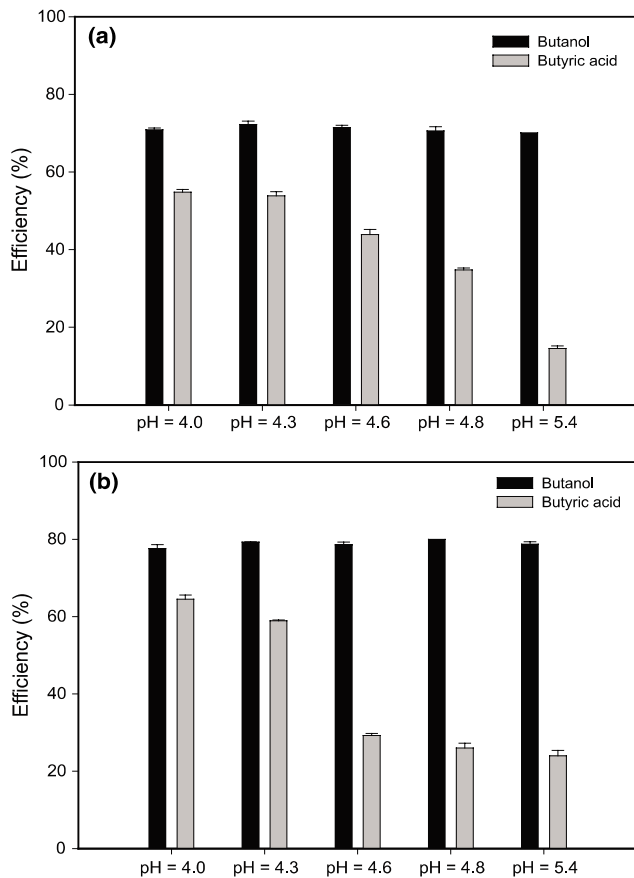 (a)
Butanol
Butyric acid
100
80
60
40
20
0
Efficiency (%)
pH = 4.0 pH = 4.3 pH = 4.6 pH = 4.8 pH = 5.4
(b)
Butanol
Butyric acid
100
80
60
40
20
0
Efficiency (%)
pH = 4.0 pH = 4.3 pH = 4.6 pH = 4.8 pH = 5.4